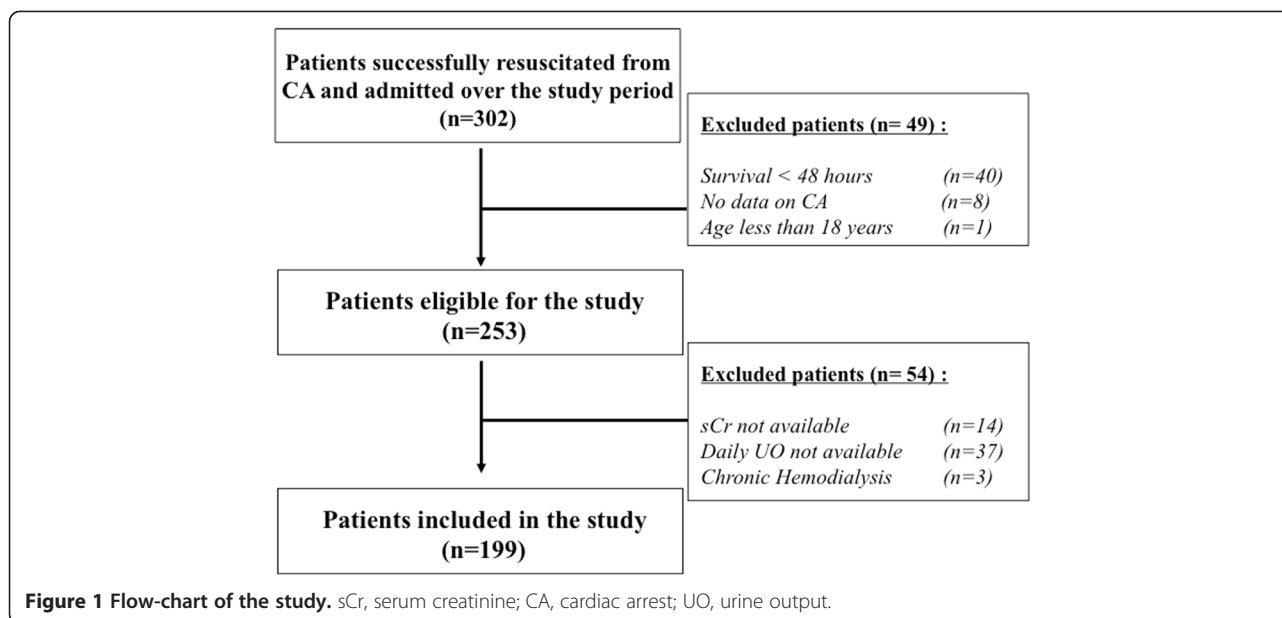 Patients successfully resuscitated from
CA and admitted over the study period
(n=302)
Excluded patients (n= 49) :
Survival < 48 hours (n=40)
No data on CA (n=8)
Age less than 18 years (n=1)
Patients eligible for the study
(n=253)
Excluded patients (n= 54) :
sCr not available (n=14)
Daily UO not available (n=37)
Chronic Hemodialysis (n=3)
Patients included in the study
(n=199)
Figure 1 Flow-chart of the study. sCr, serum creatinine; CA, cardiac arrest; UO, urine output.